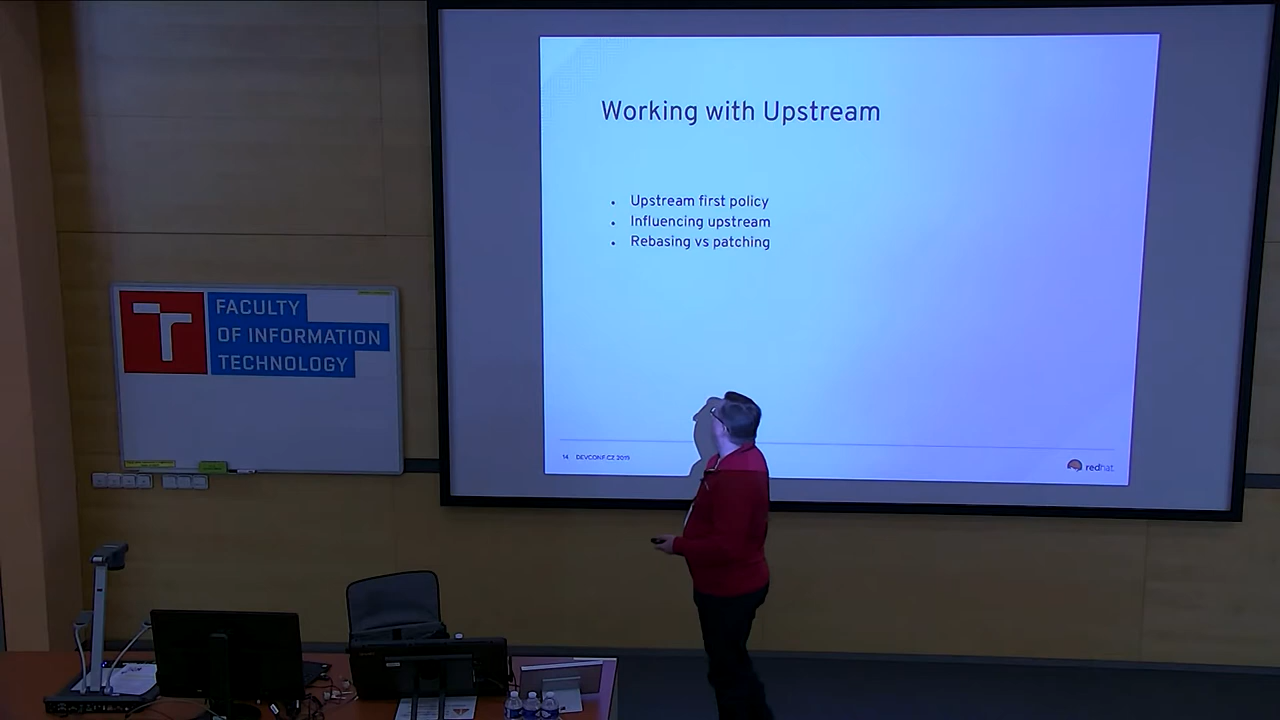 Working with Upstream
Upstream first policy
Influencing upstream
Rebasing vs patching
14 DEVCONF.CZ 2019
redhat
FACULTY
OF INFORMATION
TECHNOLOGY